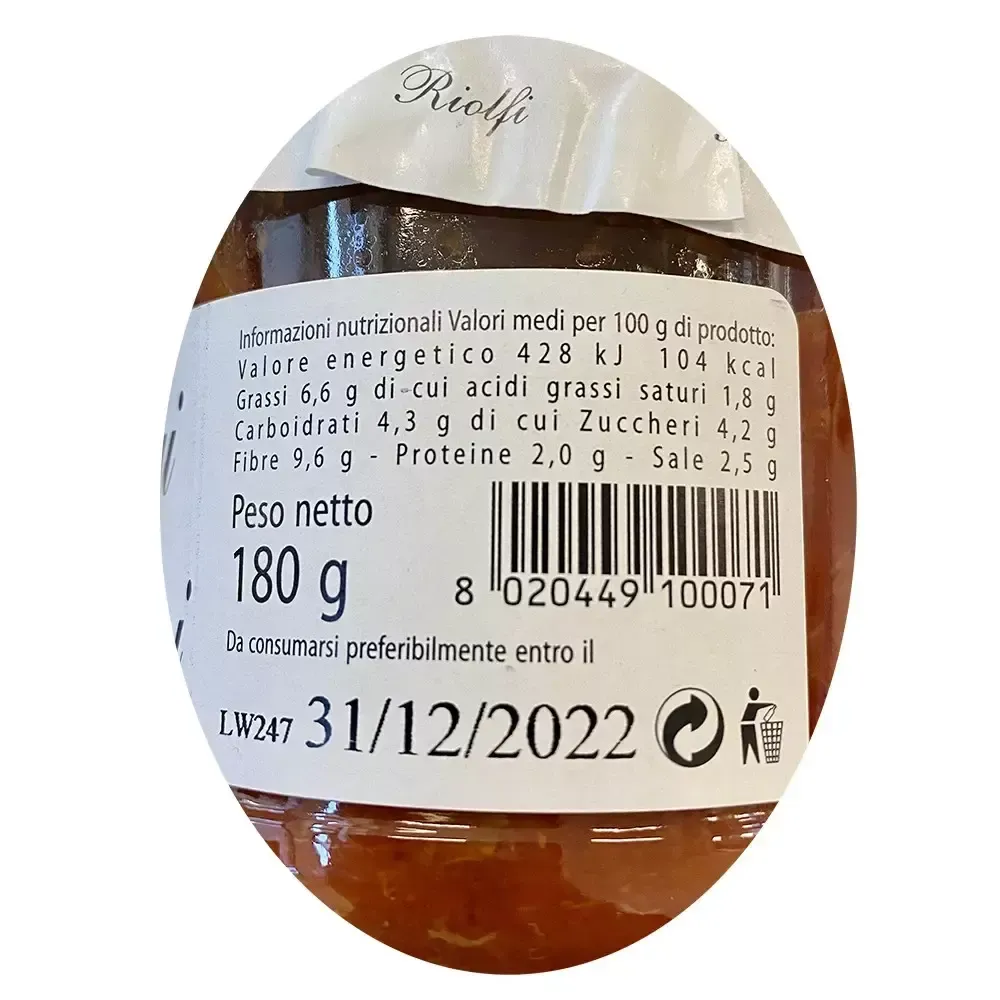 Riolfi
Informazioni nutrizionali Valori medi per 100 g di prodotto:
Valore energetico 428 kJ 104 kcal
Grassi 6,6 g di cui acidi grassi saturi 1,8 g
Carboidrati 4,3 g di cui Zuccheri 4,2 g
Fibre 9,6 g - Proteine 2,0 g - Sale 2,5 g
Peso netto
180 g
8 020449 100071
Da consumarsi preferibilmente entro il
LW247 31/12/2022